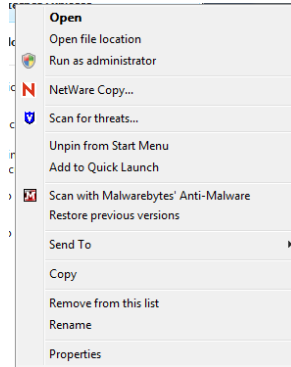 Open
Open file location
Run as administrator
NetWare Copy...
Scan for threats...
Unpin from Start Menu
Add to Quick Launch
Scan with Malwarebytes' Anti-Malware
Restore previous versions
Send To
Copy
Remove from this list
Rename
Properties